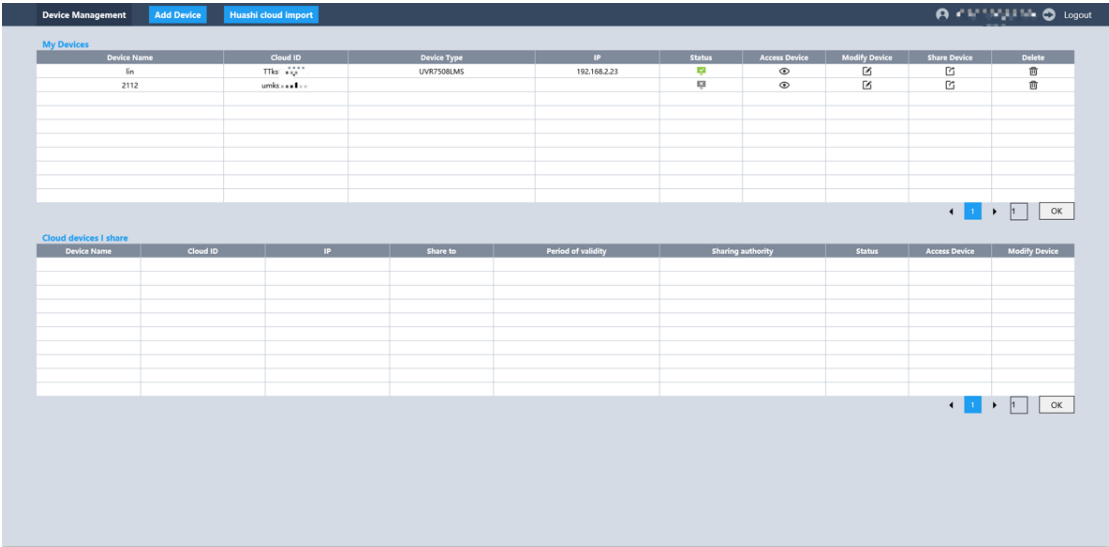 Device Management Add Device Huashi cloud import Logout
My Devices
Device Name Cloud ID Device Type IP Status Access Device Modify Device Share Device Delete
lin TTks UVR7508LMS 192.168.2.23
2112 umks
1 1 OK
Cloud devices I share
Device Name Cloud ID IP Share to Period of validity Sharing authority Status Access Device Modify Device
1 1 OK